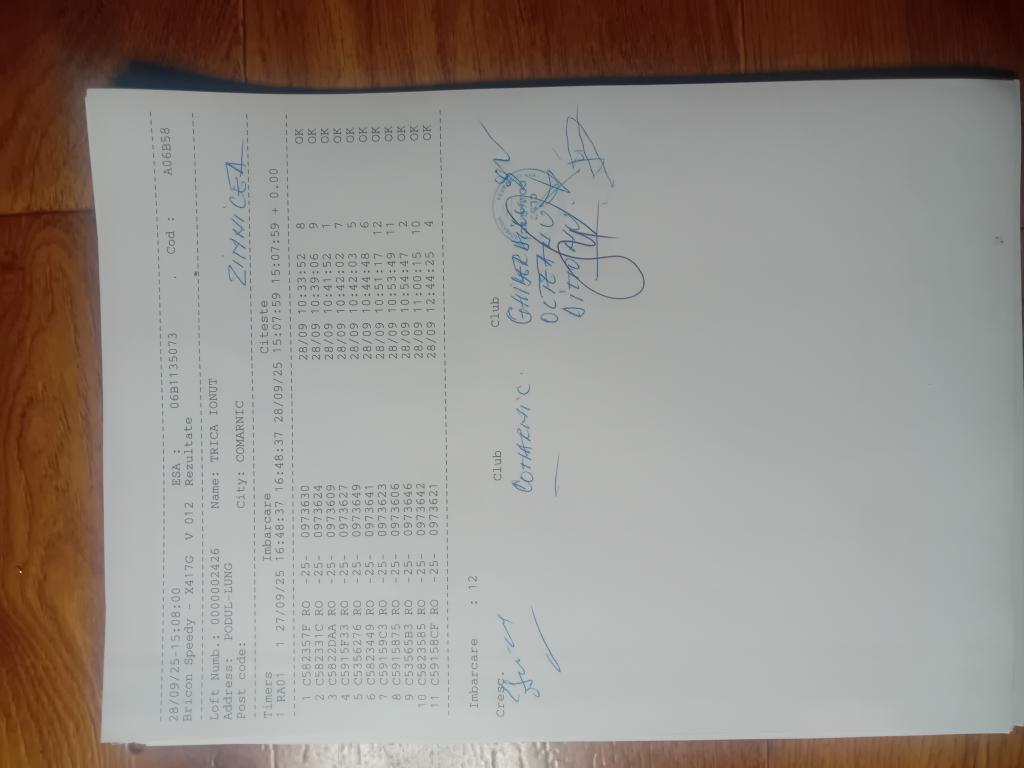 28/09/25-15:08:00 ESA : 06B1135073 . Cod : A06B58
Bricon Speedy - X417G V 012 Rezultate
Loft Numb.: 0000002426 Name: TRICA IONUT
Address: PODUL-LUNG
Post code: City: COMARNIC
ZIMNICEA
Timers Imbarcare Citeste
1 RA01 1 27/09/25 16:48:37 16:48:37 28/09/25 15:07:59 15:07:59 + 0.00
1 C582357F RO -25- 0973630 28/09 10:33:52 8 OK
2 C582331C RO -25- 0973624 28/09 10:39:06 9 OK
3 C5822DAA RO -25- 0973609 28/09 10:41:52 1 OK
4 C5915F33 RO -25- 0973627 28/09 10:42:02 7 OK
5 C5356276 RO -25- 0973649 28/09 10:42:03 5 OK
6 C5823449 RO -25- 0973641 28/09 10:44:48 6 OK
7 C59159C3 RO -25- 0973623 28/09 10:51:17 12 OK
8 C5915875 RO -25- 0973606 28/09 10:53:49 11 OK
9 C53565B3 RO -25- 0973646 28/09 10:54:47 2 OK
10 C5823585 RO -25- 0973642 28/09 11:00:15 10 OK
11 C59158CF RO -25- 0973621 28/09 12:44:25 4 OK
Imbarcare : 12
Cresc. Club Club